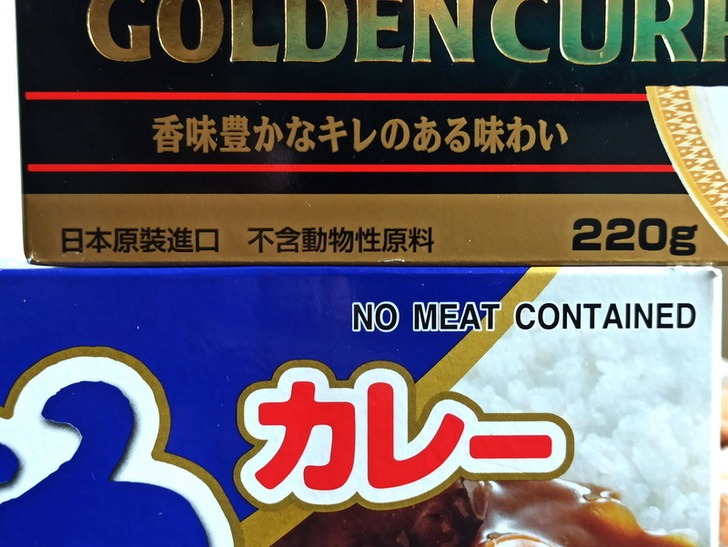 GOLDEN CURR
香味豊かなキレのある味わい
日本原裝進口 不含動物性原料 220g
NO MEAT CONTAINED
カレー